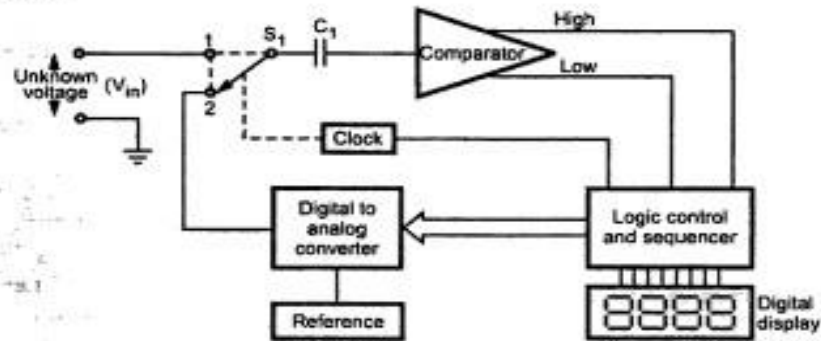 High
1
S₁
C₁
Comparator
Unknown
voltage
(Vin)
Low
2
Clock
Digital to
analog
converter
Logic control
and sequencer
Reference
8888
Digital
display